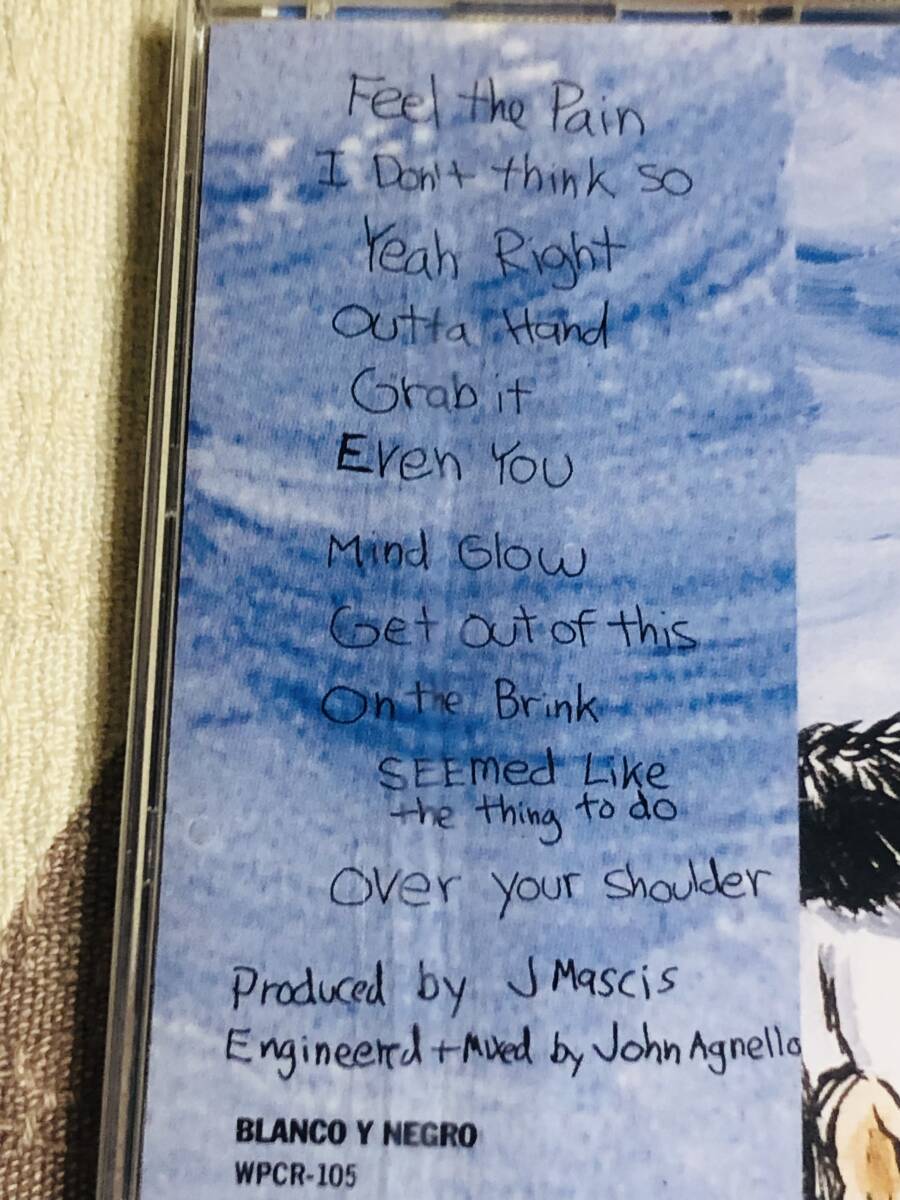 Feel the Pain
I Don't think so
Yeah Right
Outta Hand
Grab it
Even You
Mind Glow
Get out of this
On the Brink
SEEmed Like
the thing to do
Over your shoulder
Produced by J Mascis
Engineered + Mixed by John Agnello
BLANCO Y NEGRO
WPCR-105